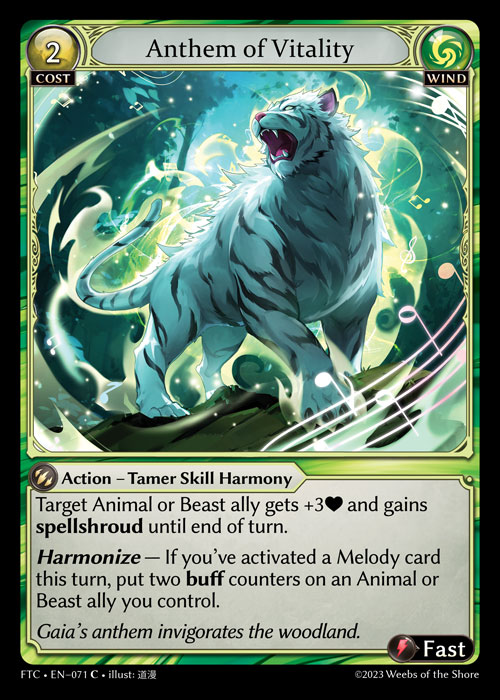 2
COST
Anthem of Vitality
WIND
Action – Tamer Skill Harmony
Target Animal or Beast ally gets +3♥ and gains
spellshroud until end of turn.
Harmonize — If you've activated a Melody card
this turn, put two buff counters on an Animal or
Beast ally you control.
Gaia's anthem invigorates the woodland.
Fast
FTC • EN-071 C • illust: 道漫
©2023 Weebs of the Shore